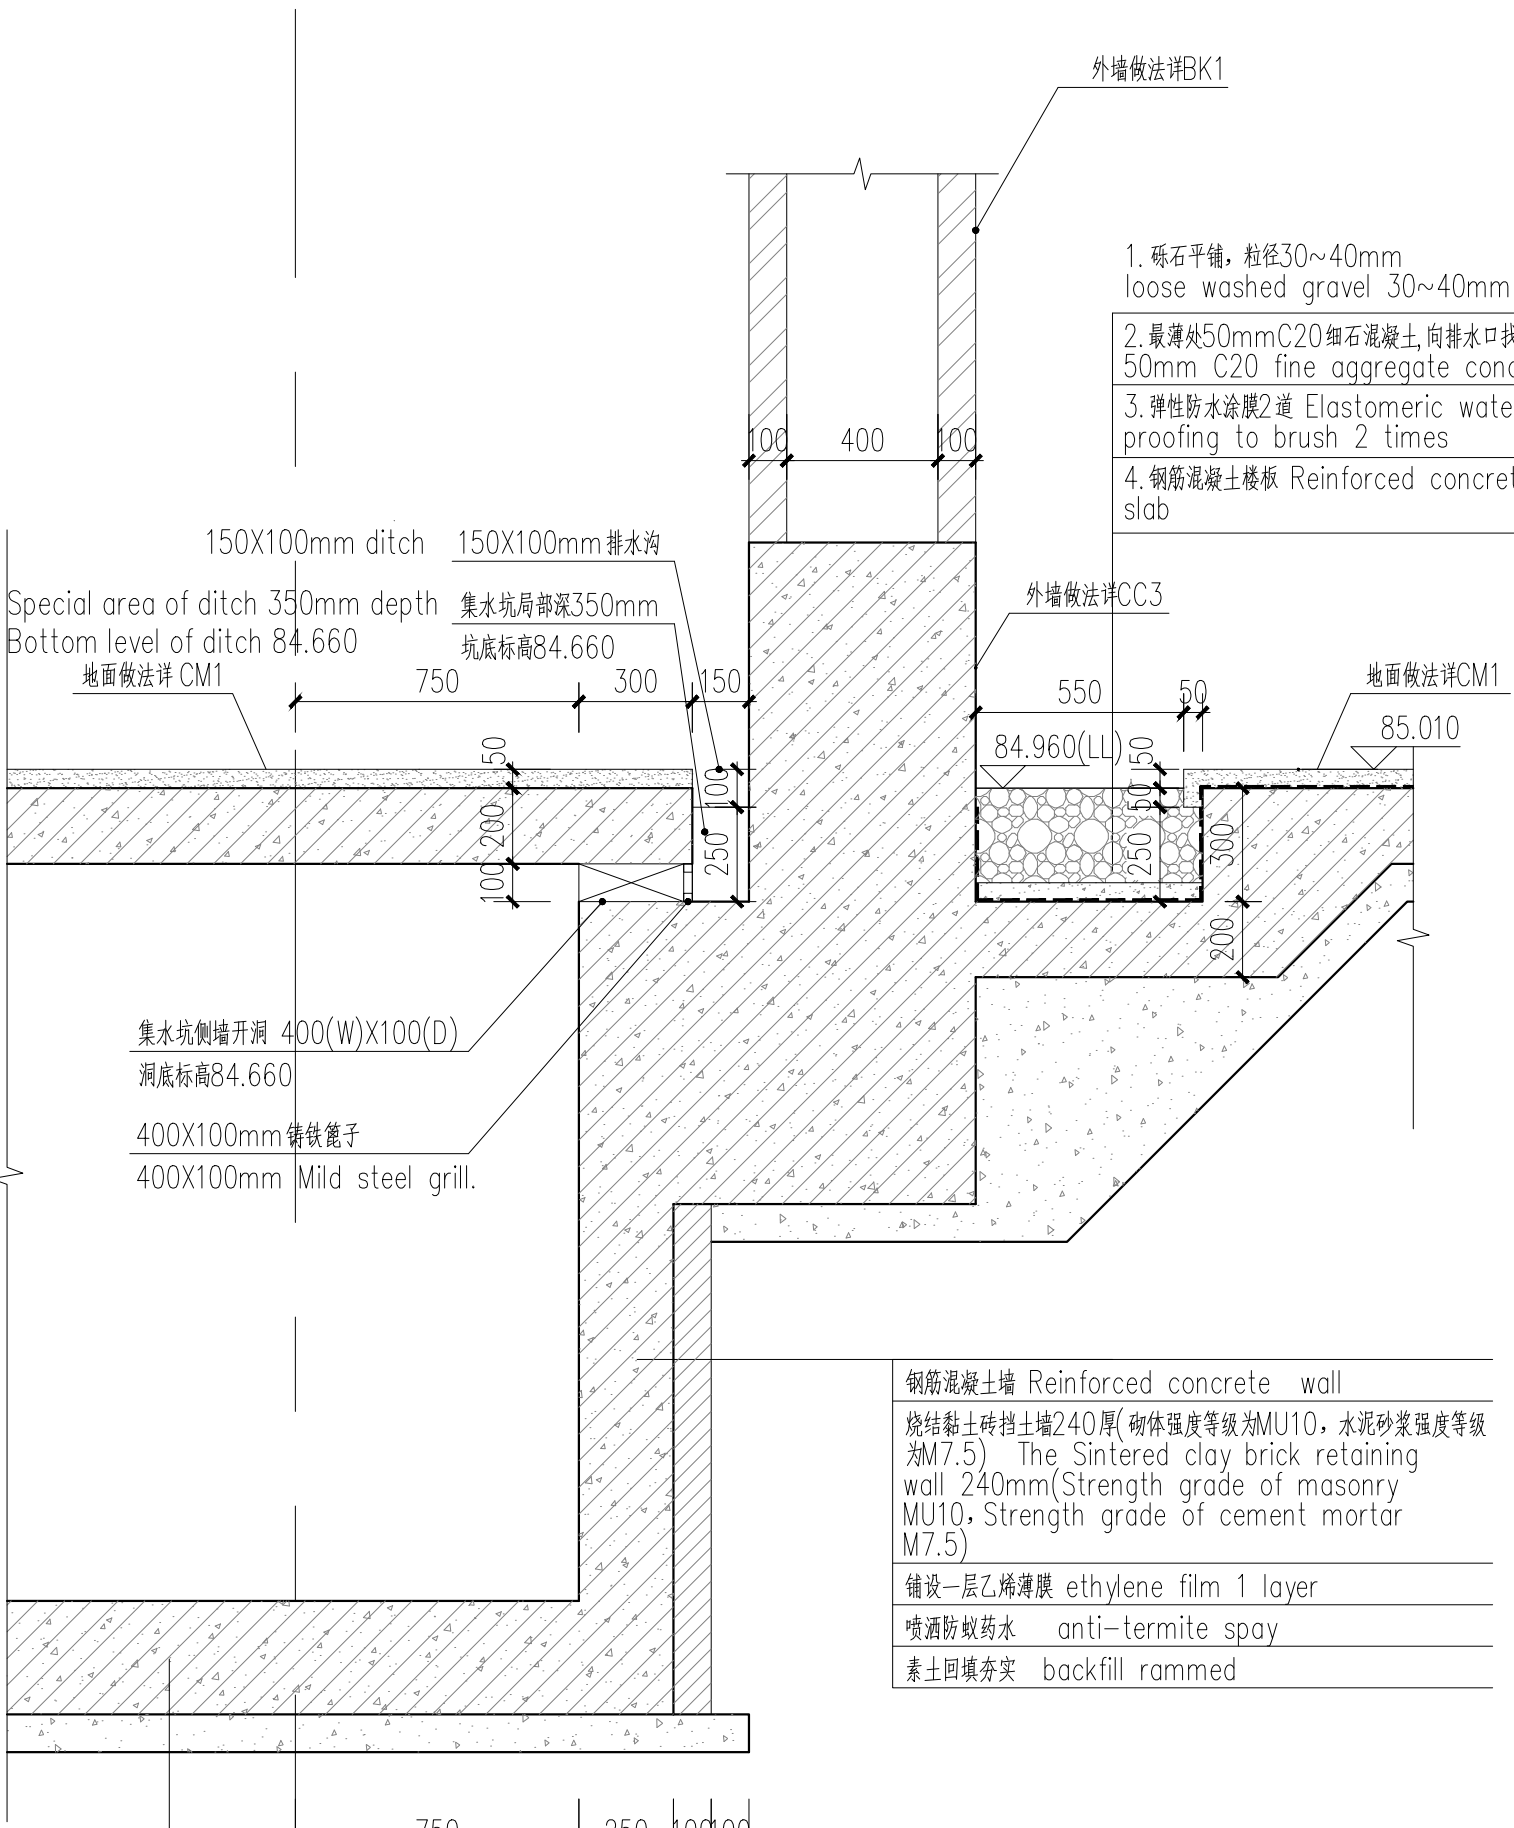 外墙做法详BK1
1. 砾石平铺，粒径30~40mm
loose washed gravel 30~40mm
2.最薄处50mmC20细石混凝土,向排水口
50mm C20 fine aggregate
3.弹性防水涂膜2道 Elastomeric
proofing to brush 2 times
4.钢筋混凝土楼板 Reinforced
slab
100 400 100
150X100mm ditch 150X100mm排水沟
Special area of ditch 350mm depth 集水坑局部深350mm
Bottom level of ditch 84.660 坑底标高84.660
地面做法详 CM1
外墙做法详CC3
地面做法详CM1
750 300 150
550 50
84.960(LL)
85.010
50
200
100
100
250
50
50
250
300
200
集水坑侧墙开洞 400(W)X100(D)
洞底标高84.660
400X100mm铸铁篦子
400X100mm Mild steel grill.
钢筋混凝土墙 Reinforced concrete wall
烧结黏土砖挡土墙240厚(砌体强度等级为MU10，水泥砂浆强度等级
为M7.5) The Sintered clay brick retaining
wall 240mm(Strength grade of masonry
MU10，Strength grade of cement mortar
M7.5)
铺设一层乙烯薄膜 ethylene film 1 layer
喷洒防蚁药水 anti-termite spay
素土回填夯实 backfill rammed
750 250 100 100